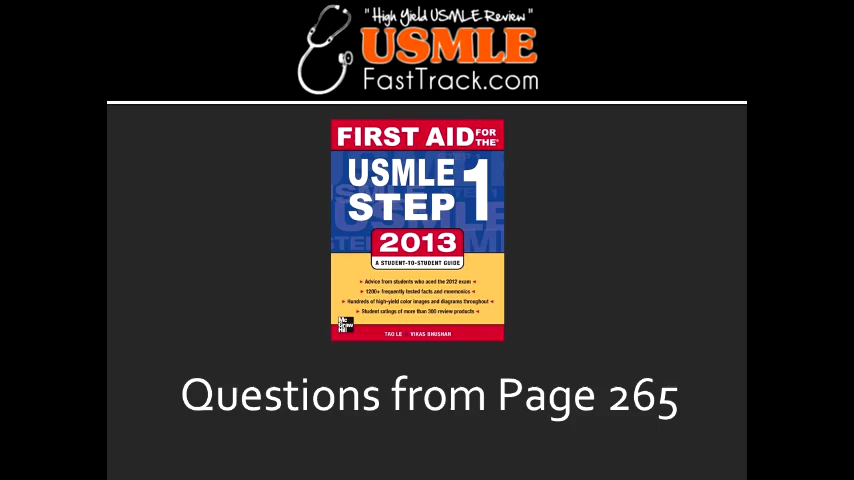 "High Yield USMLE Review"
USMLE
FastTrack.com
FIRST AID FOR THE
USMLE
STEP 1
2013
A STUDENT-TO-STUDENT GUIDE
Advice from students who aced the 2012 exam
1200+ frequently tested facts and mnemonics
Hundreds of high-yield color images and diagrams throughout
Student ratings of more than 300 review products
Mc
Graw
Hill
TAO LE VIKAS BHUSHAN
Questions from Page 265